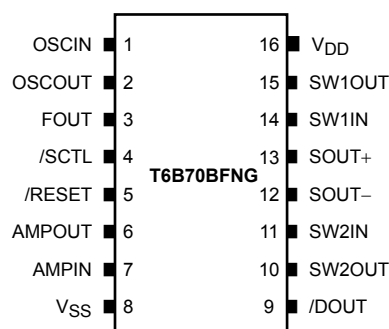 OSCIN 1 16 VDD
OSCOUT 2 15 SW1OUT
FOUT 3 14 SW1IN
/SCTL 4 13 SOUT+
T6B70BFNG
/RESET 5 12 SOUT−
AMPOUT 6 11 SW2IN
AMPIN 7 10 SW2OUT
VSS 8 9 /DOUT